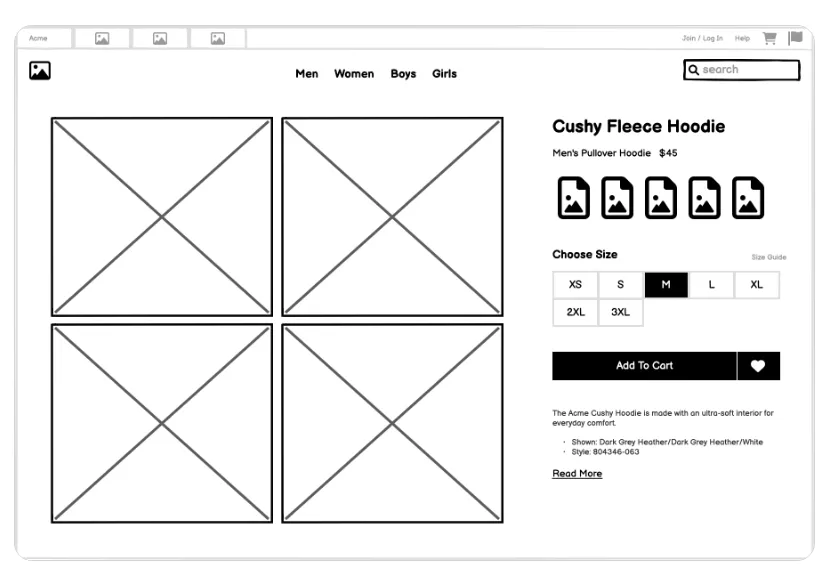 Acme
Join / Log In Help
Men Women Boys Girls
search
Cushy Fleece Hoodie
Men's Pullover Hoodie $45
Choose Size
Size Guide
XS S M L XL
2XL 3XL
Add To Cart
The Acme Cushy Hoodie is made with an ultra-soft interior for
everyday comfort.
· Shown: Dark Grey Heather/Dark Grey Heather/White
· Style: 804346-063
Read More